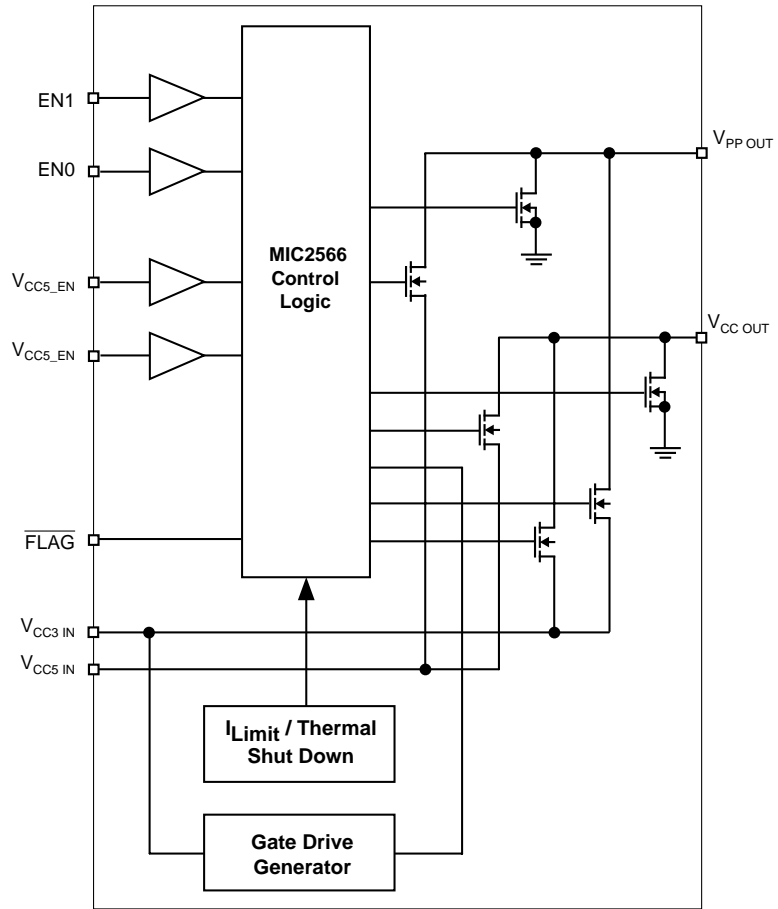 EN1
EN0
VCC5_EN
VCC5_EN
FLAG
VCC3 IN
VCC5 IN
MIC2566
Control
Logic
VPP OUT
VCC OUT
ILimit / Thermal
Shut Down
Gate Drive
Generator